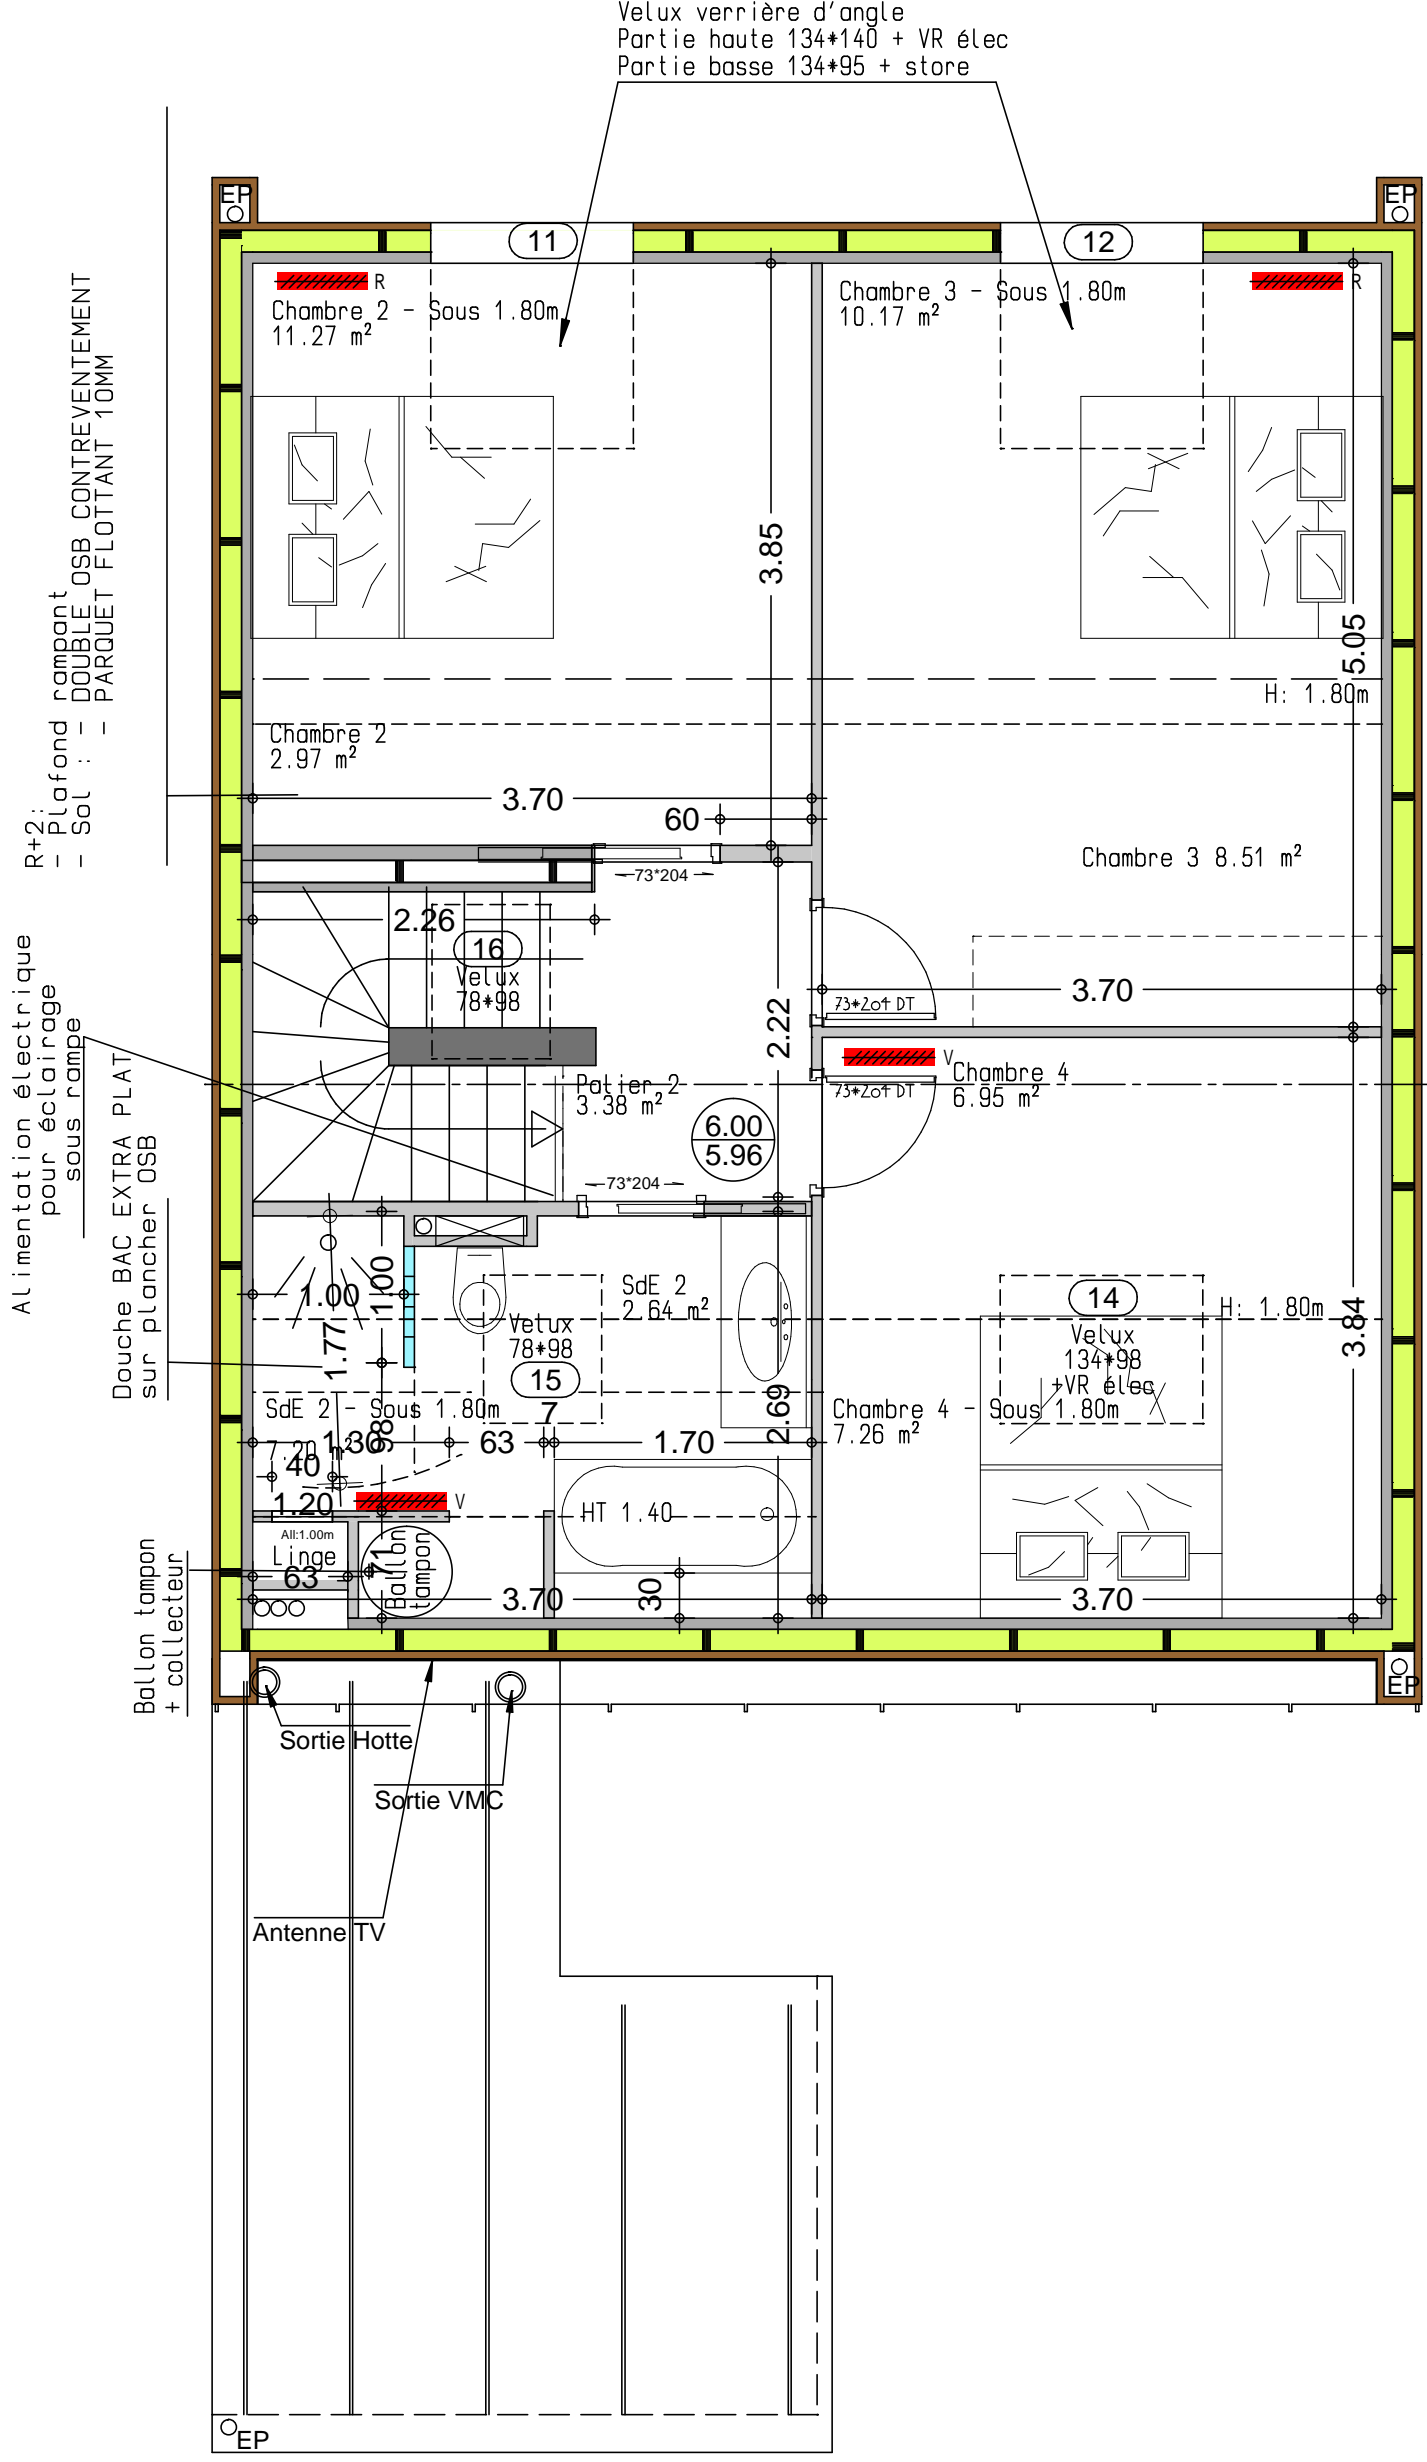 Velux verrière d'angle
Partie haute 134*140 + VR élec
Partie basse 134*95 + store
EP
EP
11
12
R
R
Chambre 2 - Sous 1.80m
11.27 m²
Chambre 3 - Sous 1.80m
10.17 m²
3.85
5.05
H: 1.80m
R+2:
- Plafond rampant
- Sol : - DOUBLE OSB CONTREVENTEMENT
- PARQUET FLOTTANT 10MM
Chambre 2
2.97 m²
3.70
60
73*204
Chambre 3 8.51 m²
2.26
16
Velux
78*98
2.22
73*204 DT
3.70
Alimentation électrique
pour éclairage
sous rampe
Palier 2
3.38 m²
6.00
5.96
V
Chambre 4
6.95 m²
73*204 DT
73*204
Douche BAC EXTRA PLAT
sur plancher OSB
1.00
1.00
1.77
SdE 2
2.64 m²
Velux
78*98
15
14
Velux
134*98
+VR élec
H: 1.80m
3.84
SdE 2 - Sous 1.80m
7.20 m²
Chambre 4 - Sous 1.80m
7.26 m²
7
2.69
98
1.30
63
1.70
40
1.20
V
HT 1.40
All:1.00m
Linge
63
71
Ballon
tampon
3.70
30
3.70
Ballon tampon
+ collecteur
EP
Sortie Hotte
Sortie VMC
Antenne TV
EP